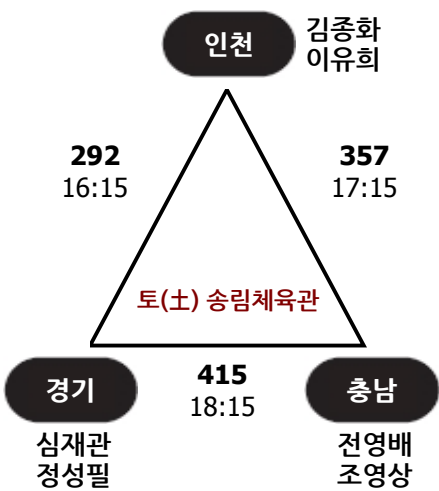 인천
김종화
이유희
292
16:15
357
17:15
토(土) 송림체육관
경기
415
18:15
충남
심재관
정성필
전영배
조영상